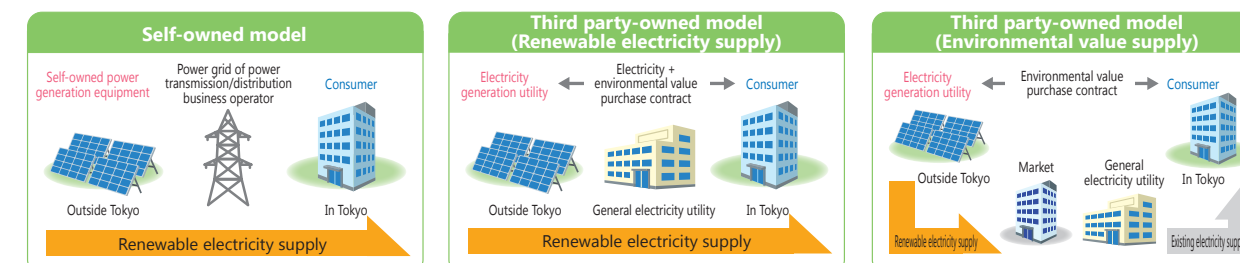 Self-owned model
Self-owned power
generation equipment
Power grid of power
transmission/distribution
business operator
Consumer
Outside Tokyo
In Tokyo
Renewable electricity supply
Third party-owned model
(Renewable electricity supply)
Electricity
generation utility
Electricity +
environmental value
purchase contract
Consumer
Outside Tokyo
General electricity utility
In Tokyo
Renewable electricity supply
Third party-owned model
(Environmental value supply)
Electricity
generation utility
Environmental value
purchase contract
Consumer
Outside Tokyo
Market
General
electricity utility
In Tokyo
Renewable electricity supply
Existing electricity